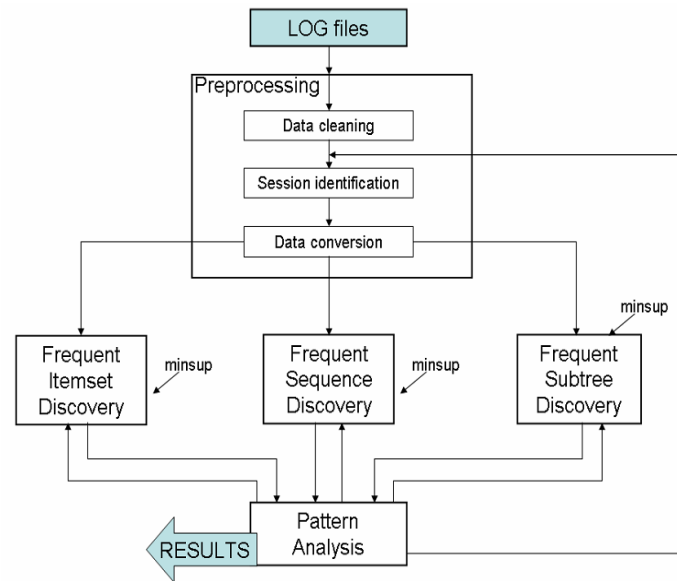 LOG files
Preprocessing
Data cleaning
Session identification
Data conversion
minsup
Frequent
Itemset
Discovery
minsup
Frequent
Sequence
Discovery
minsup
Frequent
Subtree
Discovery
Pattern
Analysis
RESULTS